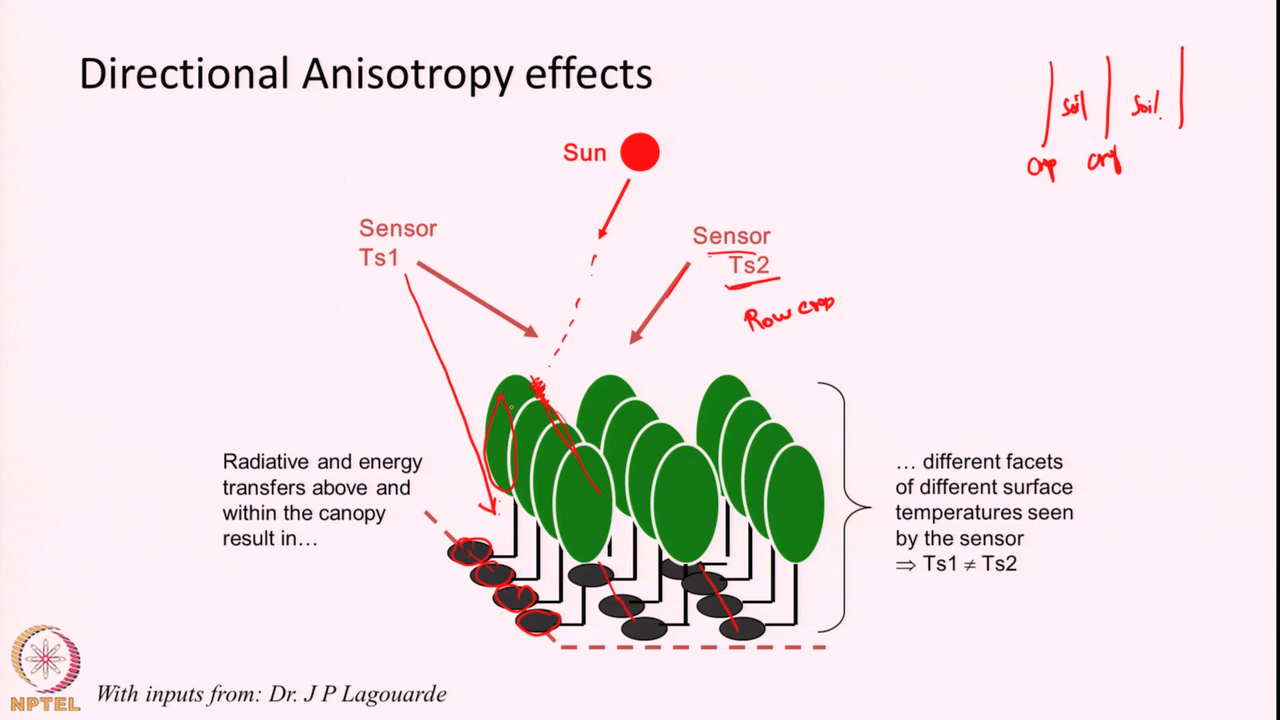 Directional Anisotropy effects
soil soil.
crop crop
Sun
Sensor
Ts1
Sensor
Ts2
Row crop
Radiative and energy
transfers above and
within the canopy
result in…
… different facets
of different surface
temperatures seen
by the sensor
⇒ Ts1 ≠ Ts2
NPTEL
With inputs from: Dr. J P Lagouarde